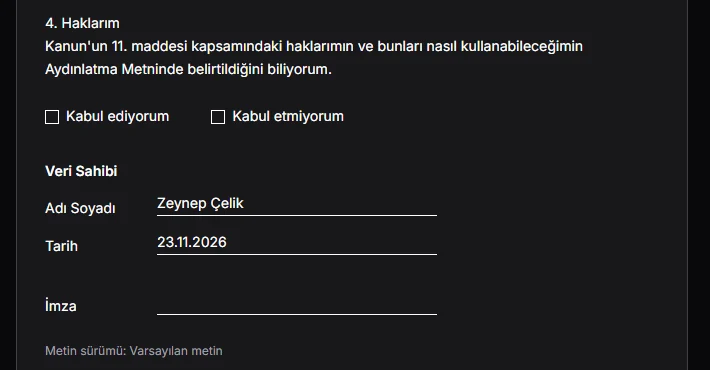 4. Haklarım
Kanun'un 11. maddesi kapsamındaki haklarımın ve bunları nasıl kullanabileceğimin
Aydınlatma Metninde belirtildiğini biliyorum.
Kabul ediyorum Kabul etmiyorum
Veri Sahibi
Adı Soyadı Zeynep Çelik
Tarih 23.11.2026
İmza
Metin sürümü: Varsayılan metin